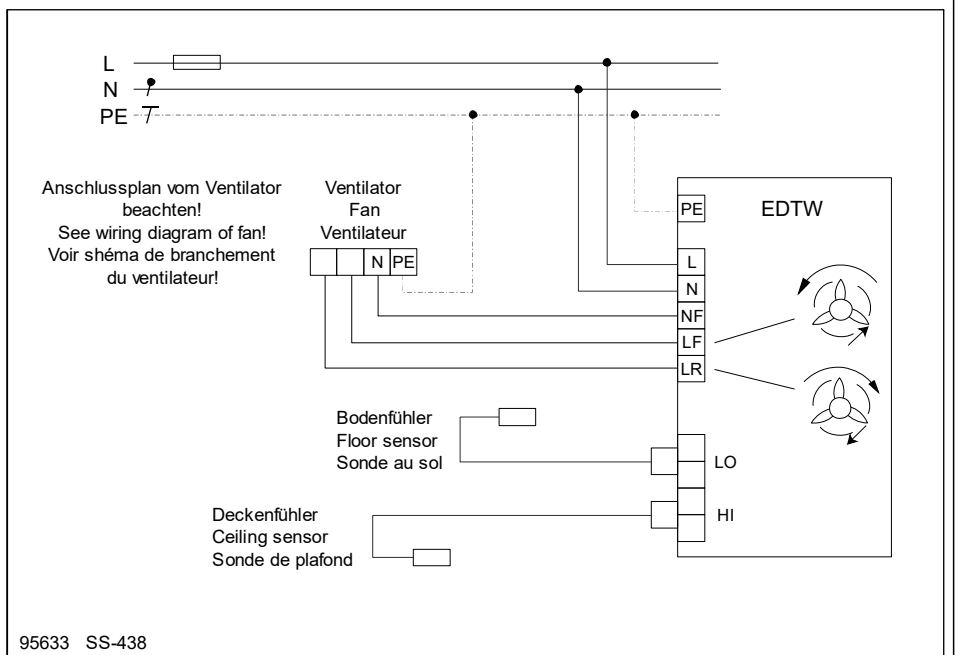 L
N
PE
Anschlussplan vom Ventilator
beachten!
See wiring diagram of fan!
Voir shéma de branchement
du ventilateur!
Ventilator
Fan
Ventilateur
N PE
PE
EDTW
L
N
NF
LF
LR
Bodenfühler
Floor sensor
Sonde au sol
LO
Deckenfühler
Ceiling sensor
Sonde de plafond
HI
95633 SS-438